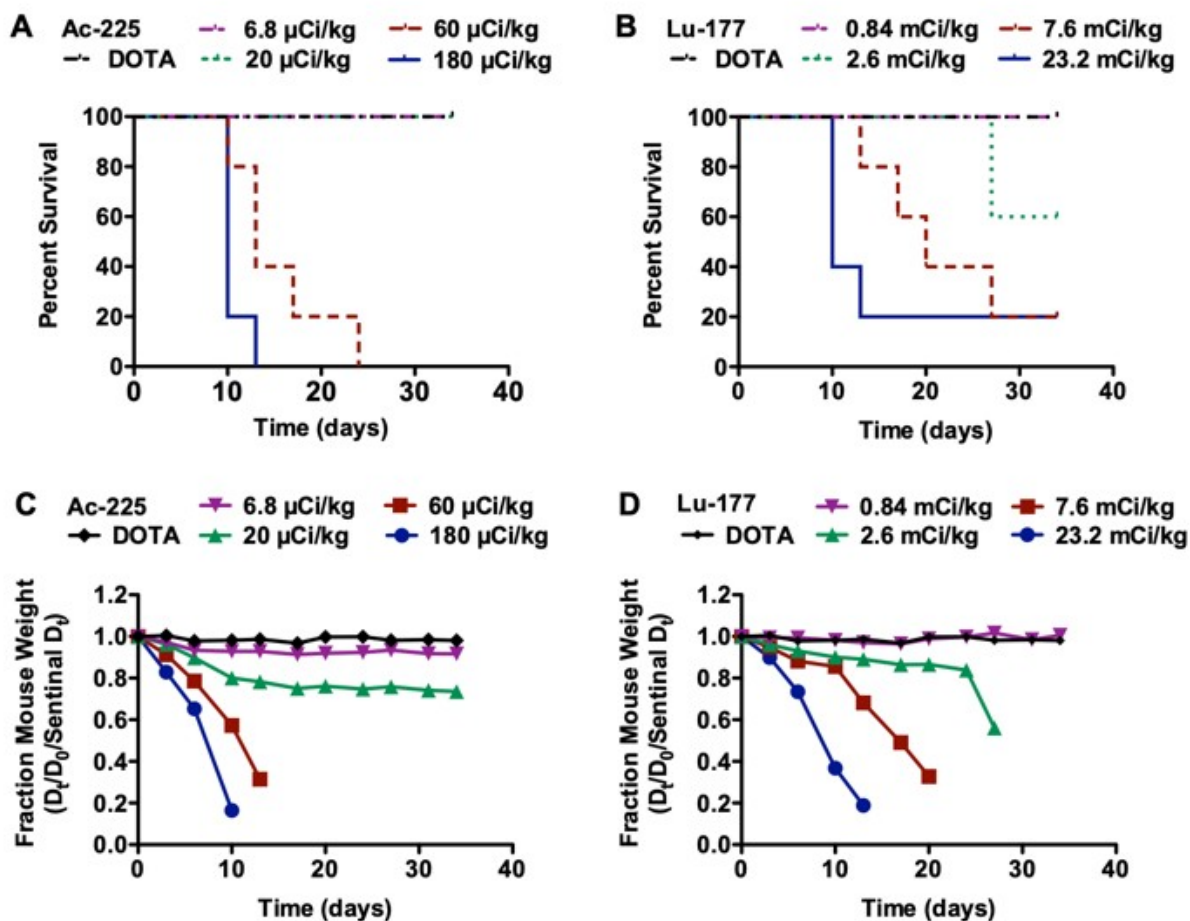 A Ac-225 6.8 µCi/kg 60 µCi/kg
DOTA 20 µCi/kg 180 µCi/kg
Percent Survival
100
80
60
40
20
0
0 10 20 30 40
Time (days)
B Lu-177 0.84 mCi/kg 7.6 mCi/kg
DOTA 2.6 mCi/kg 23.2 mCi/kg
Percent Survival
100
80
60
40
20
0
0 10 20 30 40
Time (days)
C Ac-225 6.8 µCi/kg 60 µCi/kg
DOTA 20 µCi/kg 180 µCi/kg
Fraction Mouse Weight
(Dt/D0/Sentinal Dt)
1.2
1.0
0.8
0.6
0.4
0.2
0.0
0 10 20 30 40
Time (days)
D Lu-177 0.84 mCi/kg 7.6 mCi/kg
DOTA 2.6 mCi/kg 23.2 mCi/kg
Fraction Mouse Weight
(Dt/D0/Sentinal Dt)
1.2
1.0
0.8
0.6
0.4
0.2
0.0
0 10 20 30 40
Time (days)